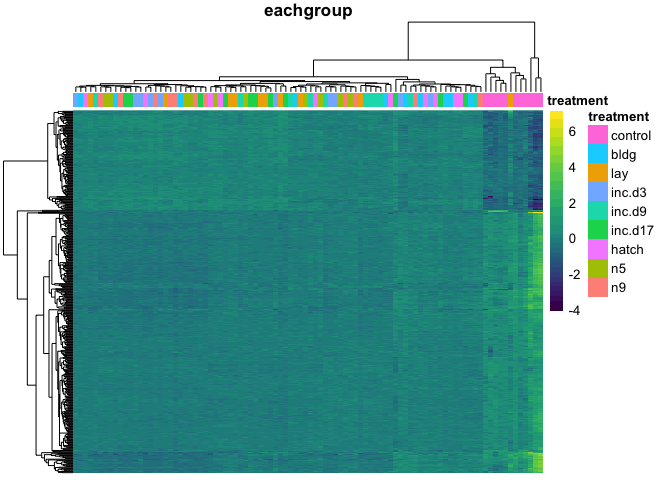 eachgroup
treatment
treatment
6
4
2
0
-2
-4
control
bldg
lay
inc.d3
inc.d9
inc.d17
hatch
n5
n9